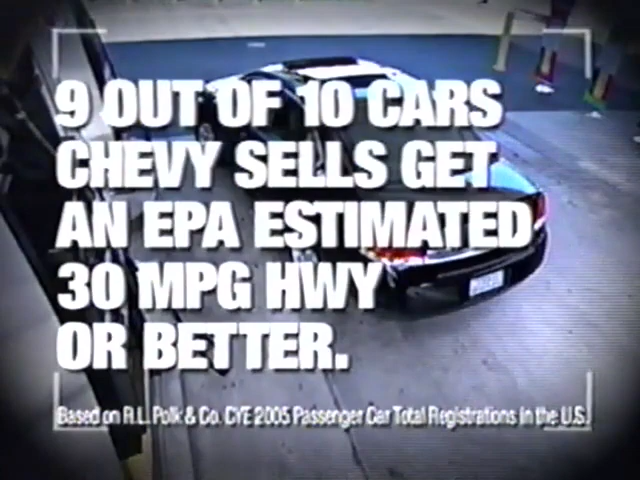 9 OUT OF 10 CARS
CHEVY SELLS GET
AN EPA ESTIMATED
30 MPG HWY
OR BETTER.
Based on R.L. Polk & Co. CYE 2005 Passenger Car Total Registrations in the U.S.